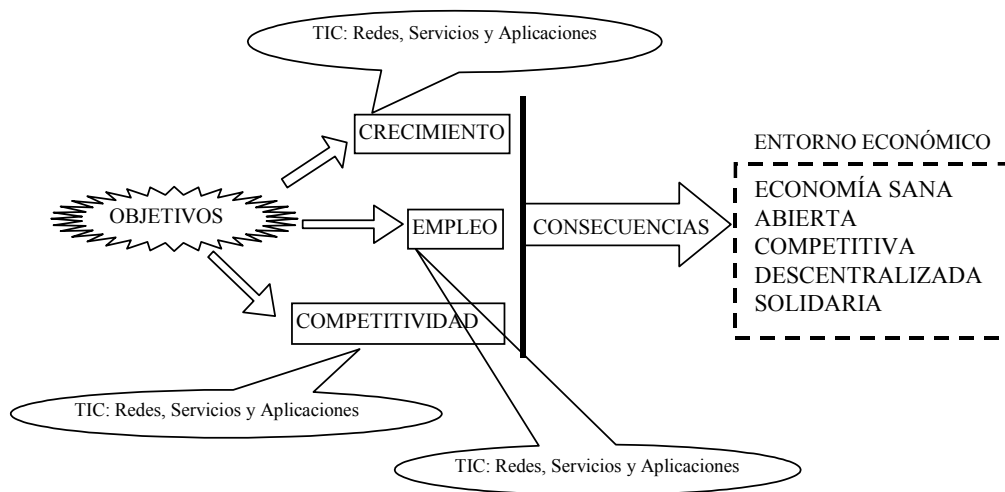 TIC: Redes, Servicios y Aplicaciones
CRECIMIENTO
OBJETIVOS
EMPLEO
COMPETITIVIDAD
CONSECUENCIAS
ENTORNO ECONÓMICO
ECONOMÍA SANA
ABIERTA
COMPETITIVA
DESCENTRALIZADA
SOLIDARIA
TIC: Redes, Servicios y Aplicaciones
TIC: Redes, Servicios y Aplicaciones